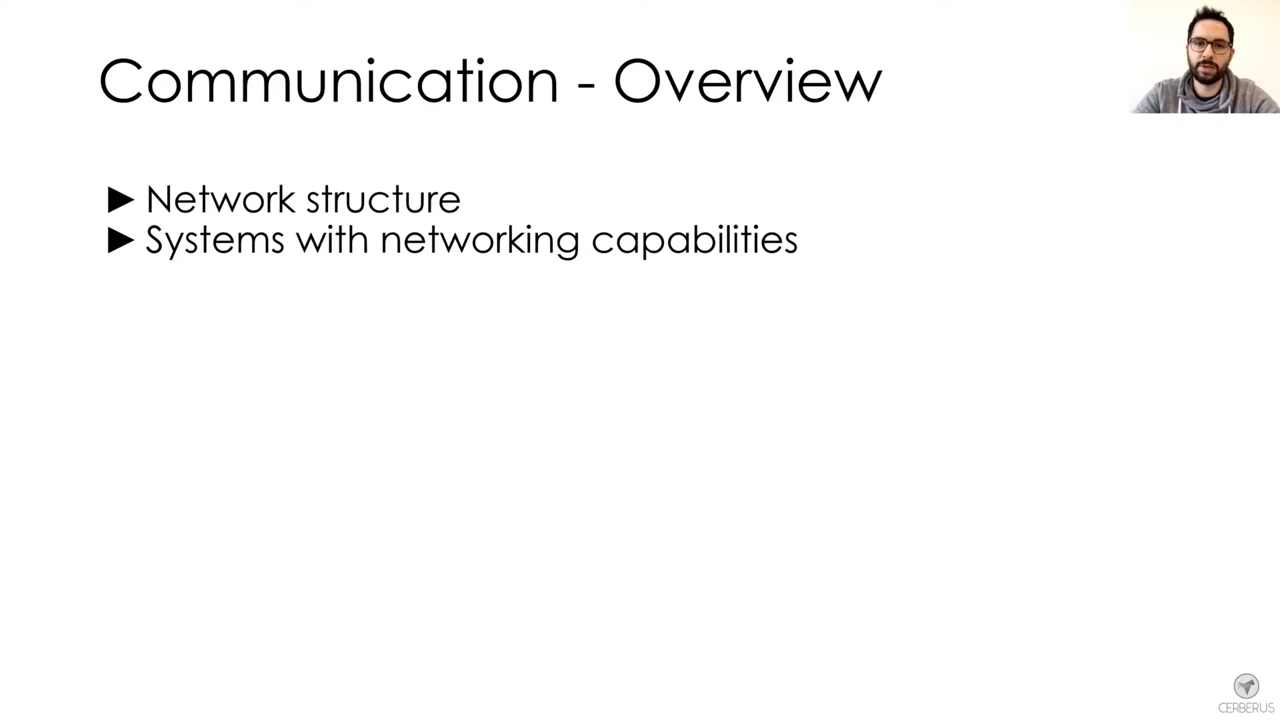 Communication - Overview
► Network structure
► Systems with networking capabilities
CERBERUS